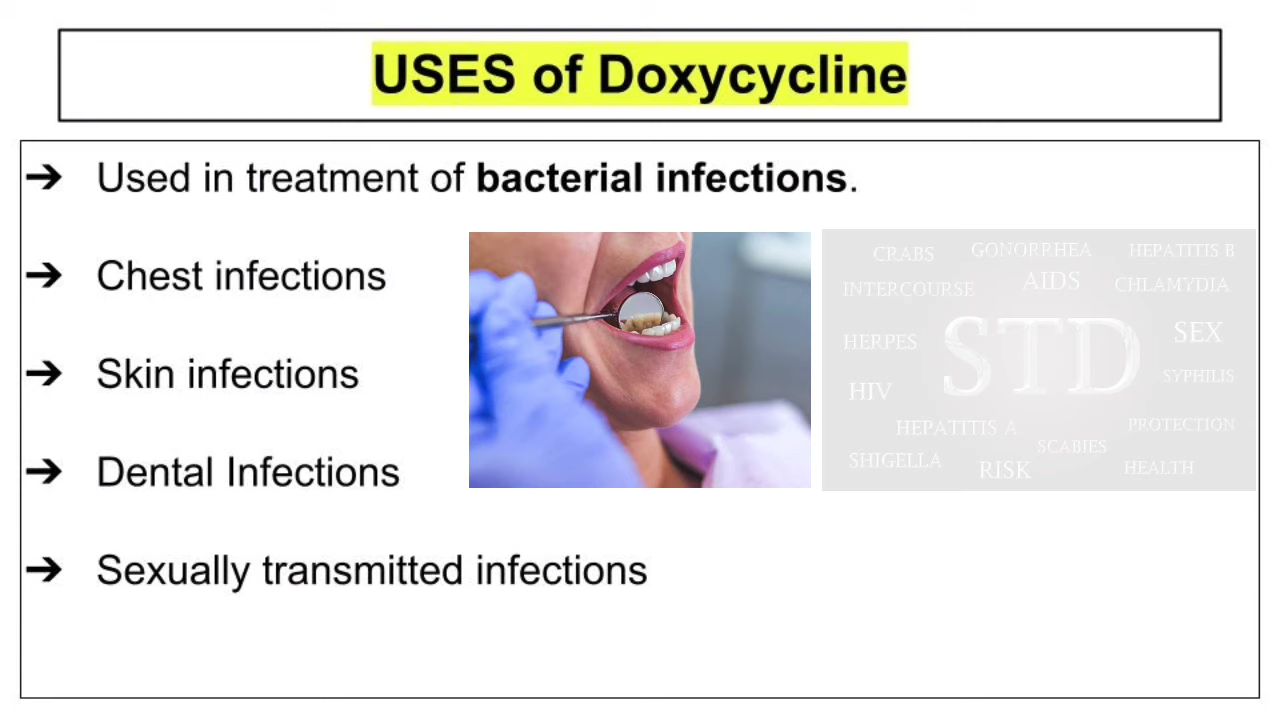 USES of Doxycycline
➔ Used in treatment of bacterial infections.
➔ Chest infections
➔ Skin infections
➔ Dental Infections
➔ Sexually transmitted infections
CRABS GONORRHEA HEPATITIS B
INTERCOURSE AIDS CHLAMYDIA
HERPES STD SEX
HIV SYPHILIS
HEPATITIS A PROTECTION
SHIGELLA SCABIES
RISK HEALTH